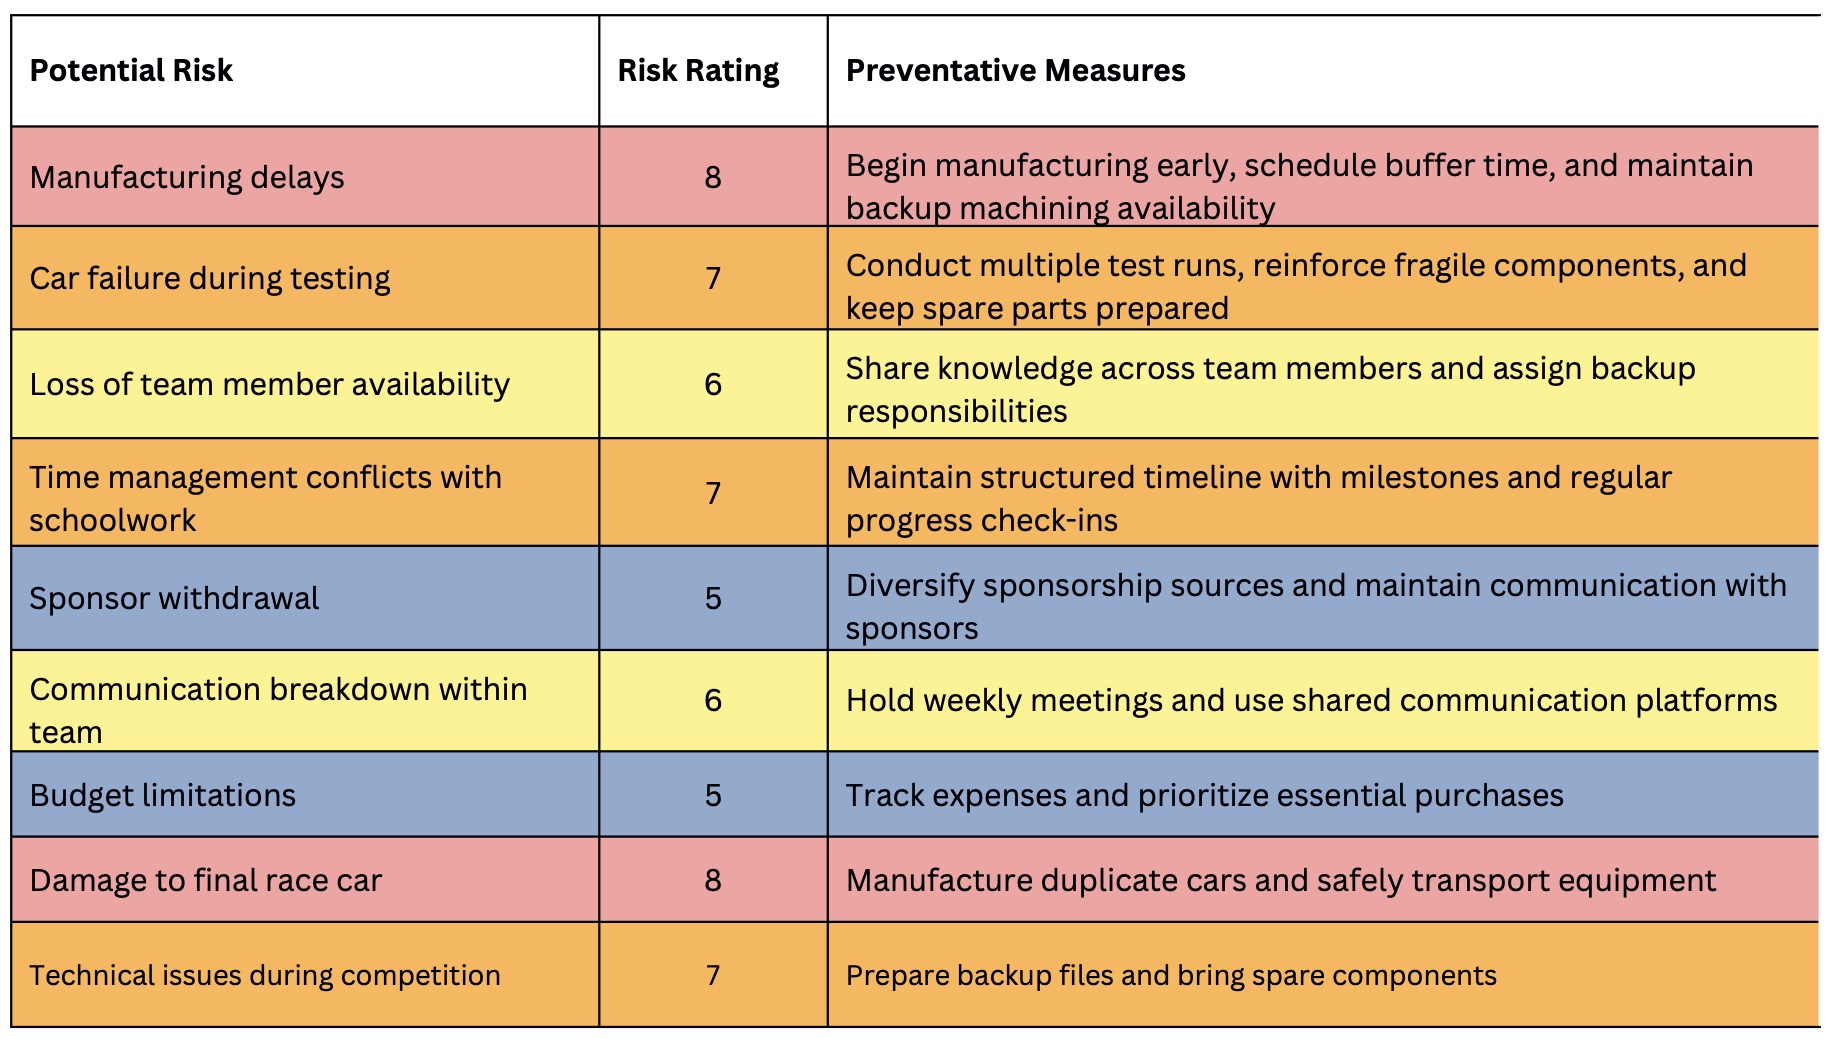 Potential Risk
Risk Rating
Preventative Measures
Manufacturing delays
8
Begin manufacturing early, schedule buffer time, and maintain
backup machining availability
Car failure during testing
7
Conduct multiple test runs, reinforce fragile components, and
keep spare parts prepared
Loss of team member availability
6
Share knowledge across team members and assign backup
responsibilities
Time management conflicts with
schoolwork
7
Maintain structured timeline with milestones and regular
progress check-ins
Sponsor withdrawal
5
Diversify sponsorship sources and maintain communication with
sponsors
Communication breakdown within
team
6
Hold weekly meetings and use shared communication platforms
Budget limitations
5
Track expenses and prioritize essential purchases
Damage to final race car
8
Manufacture duplicate cars and safely transport equipment
Technical issues during competition
7
Prepare backup files and bring spare components